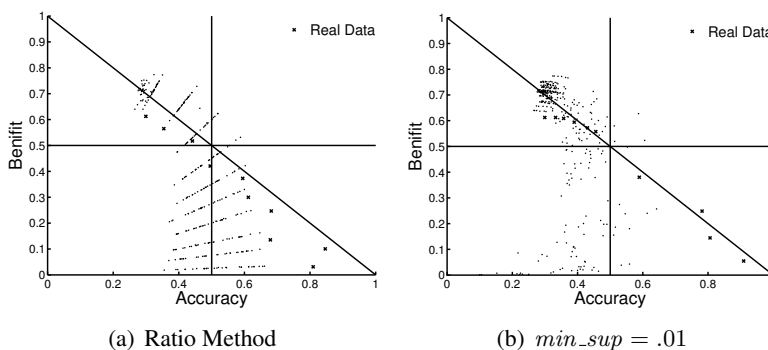 1
0.9
0.8
0.7
0.6
0.5
0.4
0.3
0.2
0.1
0
Benifit
Real Data
0 0.2 0.4 0.6 0.8 1
Accuracy
(a) Ratio Method
1
0.9
0.8
0.7
0.6
0.5
0.4
0.3
0.2
0.1
0
Benifit
Real Data
0 0.2 0.4 0.6 0.8
Accuracy
(b) min_sup = .01